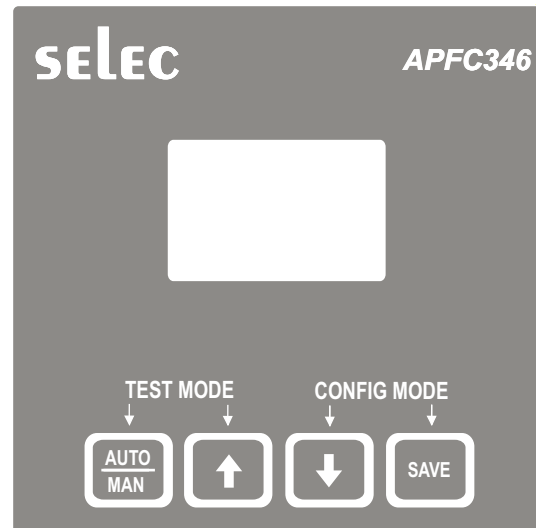 selec
APFC346
TEST MODE CONFIG MODE
AUTO
MAN
SAVE